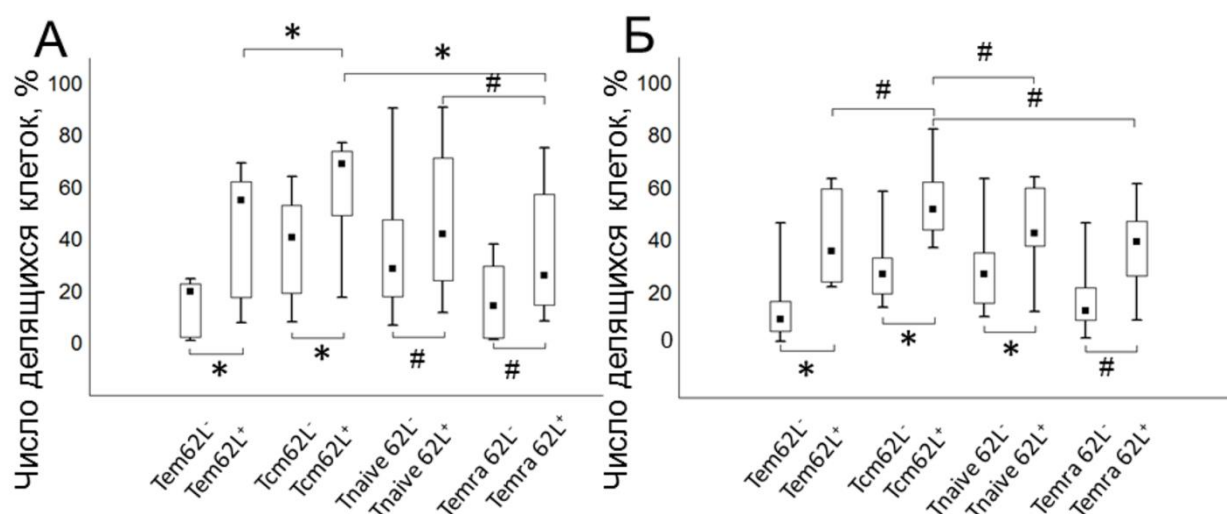 А
Число делящихся клеток, %
100
80
60
40
20
0
*
*
#
*
*
#
#
Tem62L⁻
Tem62L⁺
Tcm62L⁻
Tcm62L⁺
Tnaive 62L⁻
Tnaive 62L⁺
Temra 62L⁻
Temra 62L⁺
Б
Число делящихся клеток, %
100
80
60
40
20
0
#
#
#
*
*
*
#
Tem62L⁻
Tem62L⁺
Tcm62L⁻
Tcm62L⁺
Tnaive 62L⁻
Tnaive 62L⁺
Temra 62L⁻
Temra 62L⁺